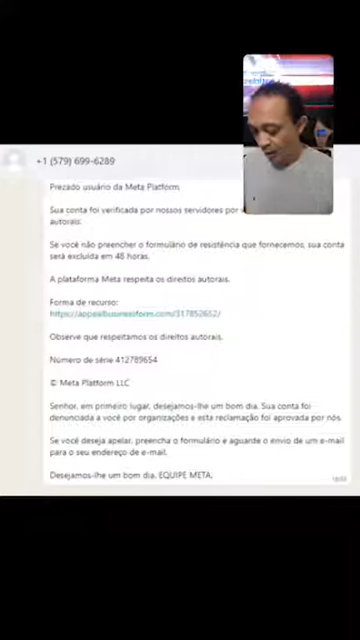 +1 (579) 699-6289
Prezado usuário da Meta Platform,
Sua conta foi verificada por nossos servidores por
autorais.
Se você não preencher o formulário de resistência que fornecemos, sua conta
será excluída em 48 horas.
A plataforma Meta respeita os direitos autorais.
Forma de recurso:
https://appealbusinessform.com/317852652/
Observe que respeitamos os direitos autorais.
Número de série 412789654
© Meta Platform LLC
Senhor, em primeiro lugar, desejamos-lhe um bom dia. Sua conta foi
denunciada a você por organizações e esta reclamação foi aprovada por nós.
Se você deseja apelar, preencha o formulário e aguarde o envio de um e-mail
para o seu endereço de e-mail.
Desejamos-lhe um bom dia. EQUIPE META.